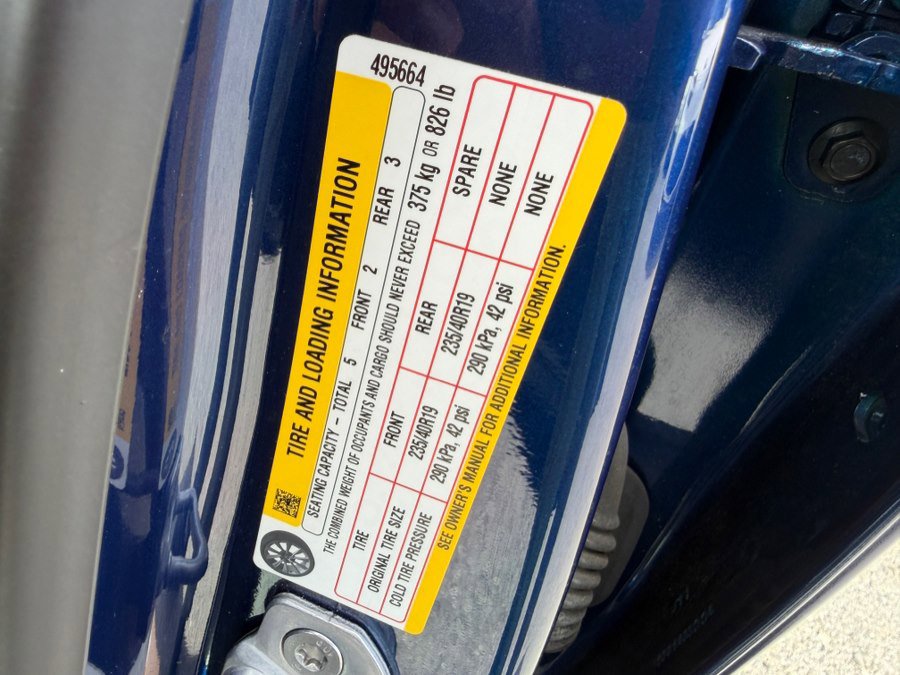 495664
TIRE AND LOADING INFORMATION
SEATING CAPACITY - TOTAL 5 FRONT 2 REAR 3
THE COMBINED WEIGHT OF OCCUPANTS AND CARGO SHOULD NEVER EXCEED 375 kg OR 826 lb
TIRE FRONT REAR SPARE
ORIGINAL TIRE SIZE 235/40R19 235/40R19 NONE
COLD TIRE PRESSURE 290 kPa, 42 psi 290 kPa, 42 psi NONE
SEE OWNER'S MANUAL FOR ADDITIONAL INFORMATION.